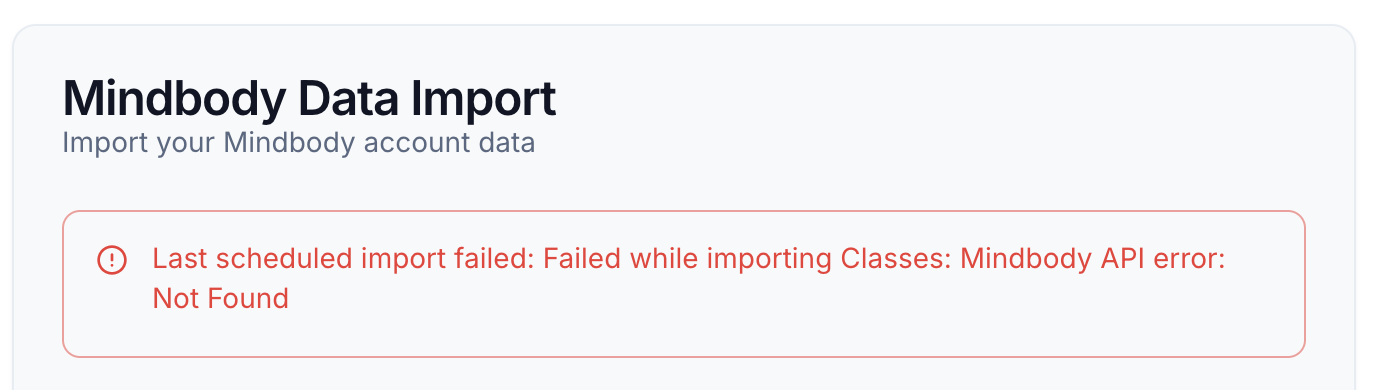 Mindbody Data Import
Import your Mindbody account data
Last scheduled import failed: Failed while importing Classes: Mindbody API error:
Not Found